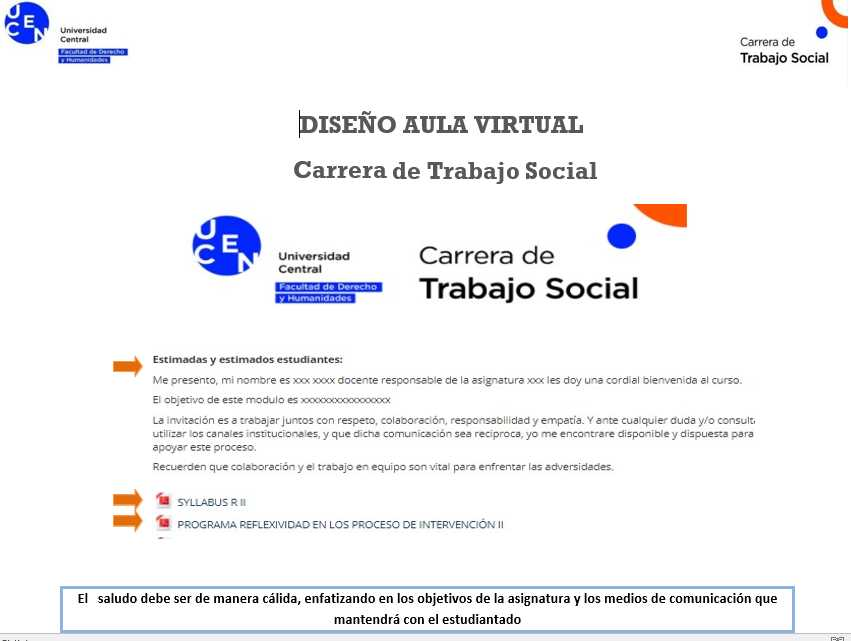 UCEN
Universidad
Central
Facultad de Derecho
y Humanidades
Carrera de
Trabajo Social
DISEÑO AULA VIRTUAL
Carrera de Trabajo Social
UCEN
Universidad
Central
Facultad de Derecho
y Humanidades
Carrera de
Trabajo Social
Estimadas y estimados estudiantes:
Me presento, mi nombre es xxx xxxx docente responsable de la asignatura xxx les doy una cordial bienvenida al curso.
El objetivo de este modulo es xxxxxxxxxxxxxxxx
La invitación es a trabajar juntos con respeto, colaboración, responsabilidad y empatía. Y ante cualquier duda y/o consult
utilizar los canales institucionales, y que dicha comunicación sea reciproca, yo me encontrare disponible y dispuesta para
apoyar este proceso.
Recuerden que colaboración y el trabajo en equipo son vital para enfrentar las adversidades.
SYLLABUS R II
PROGRAMA REFLEXIVIDAD EN LOS PROCESO DE INTERVENCIÓN II
El saludo debe ser de manera cálida, enfatizando en los objetivos de la asignatura y los medios de comunicación que
mantendrá con el estudiantado